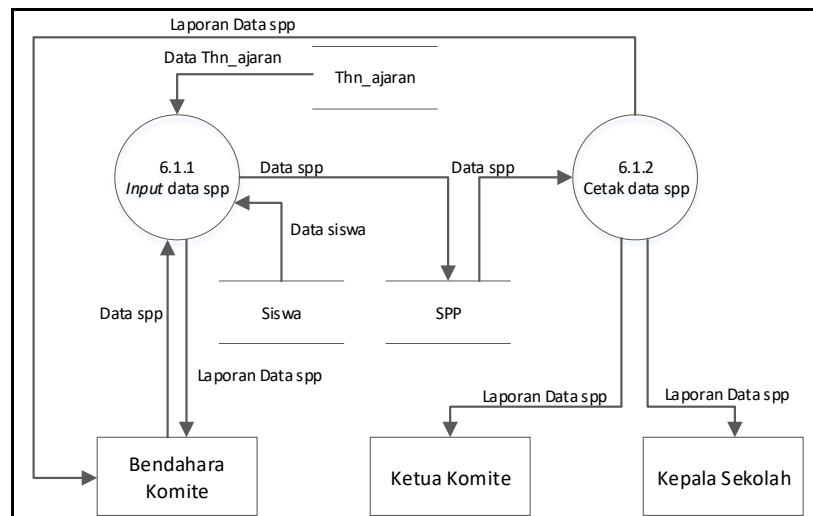 Laporan Data spp
Data Thn_ajaran
Thn_ajaran
6.1.1
Input data spp
Data spp
Data spp
6.1.2
Cetak data spp
Data siswa
Data spp
Siswa
SPP
Laporan Data spp
Laporan Data spp
Laporan Data spp
Bendahara
Komite
Ketua Komite
Kepala Sekolah